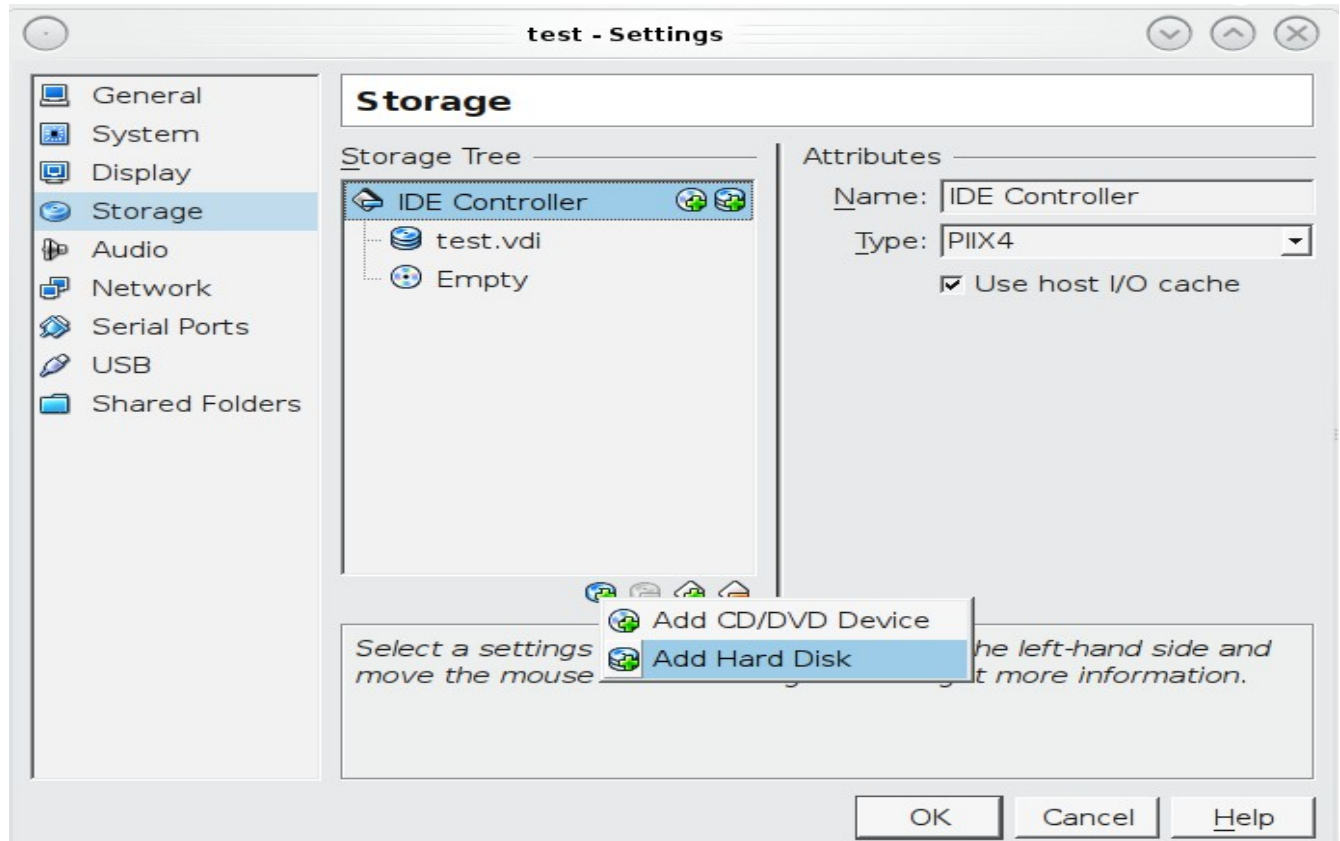 test - Settings
General
System
Display
Storage
Audio
Network
Serial Ports
USB
Shared Folders
Storage
Storage Tree
IDE Controller
test.vdi
Empty
Attributes
Name: IDE Controller
Type: PIIX4
Use host I/O cache
Add CD/DVD Device
Add Hard Disk
Select a settings he left-hand side and
move the mouse t more information.
OK Cancel Help